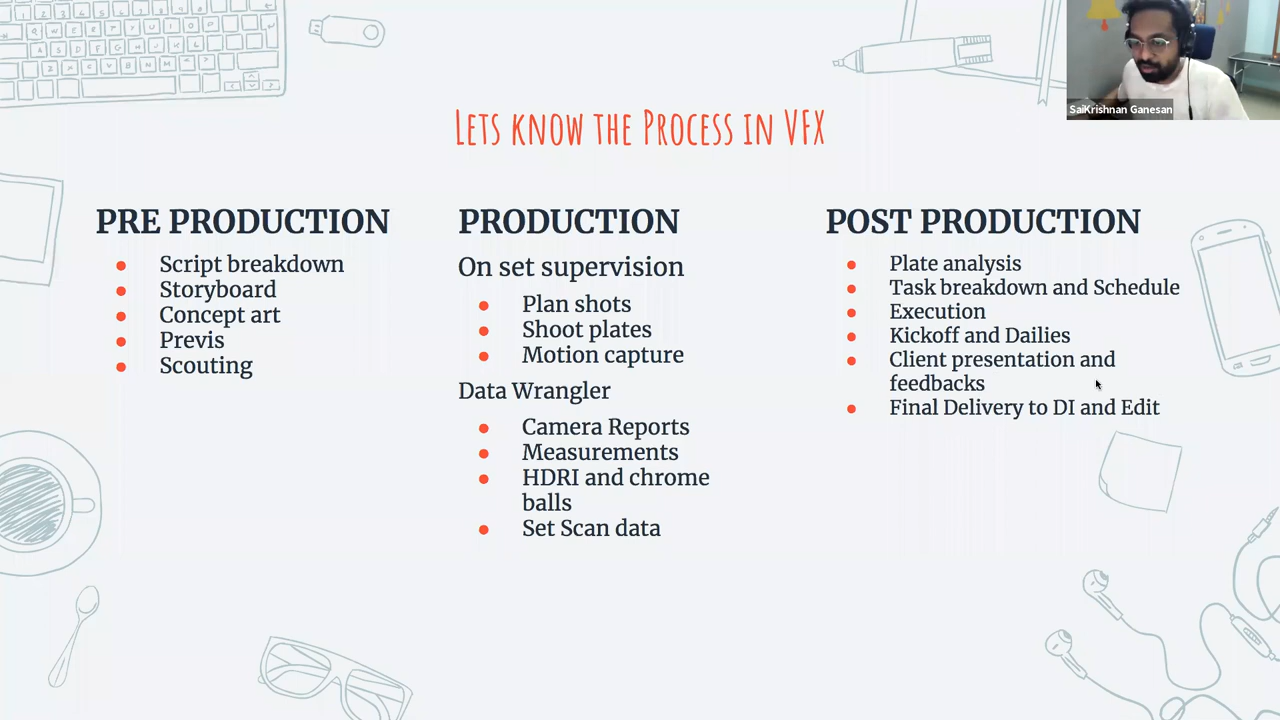 SaiKrishnan Ganesan
Lets know the Process in VFX
PRE PRODUCTION
Script breakdown
Storyboard
Concept art
Previs
Scouting
PRODUCTION
On set supervision
Plan shots
Shoot plates
Motion capture
Data Wrangler
Camera Reports
Measurements
HDRI and chrome
balls
Set Scan data
POST PRODUCTION
Plate analysis
Task breakdown and Schedule
Execution
Kickoff and Dailies
Client presentation and
feedbacks
Final Delivery to DI and Edit